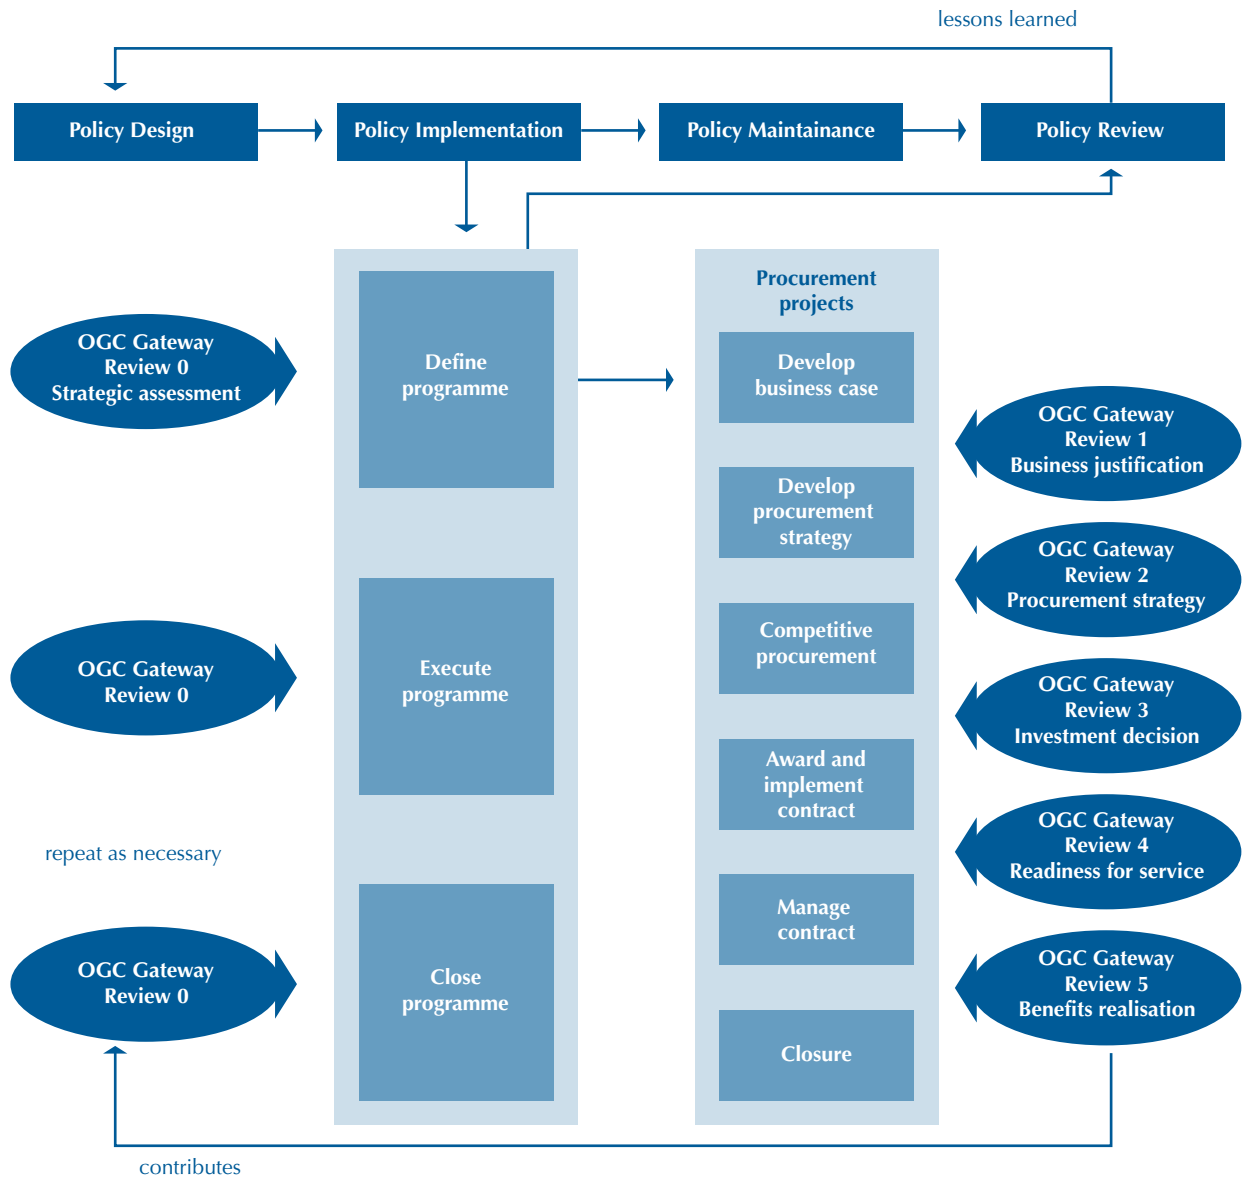 lessons learned
Policy Design
Policy Implementation
Policy Maintainance
Policy Review
OGC Gateway
Review 0
Strategic assessment
OGC Gateway
Review 0
repeat as necessary
OGC Gateway
Review 0
Define
programme
Execute
programme
Close
programme
Procurement
projects
Develop
business case
Develop
procurement
strategy
Competitive
procurement
Award and
implement
contract
Manage
contract
Closure
OGC Gateway
Review 1
Business justification
OGC Gateway
Review 2
Procurement strategy
OGC Gateway
Review 3
Investment decision
OGC Gateway
Review 4
Readiness for service
OGC Gateway
Review 5
Benefits realisation
contributes